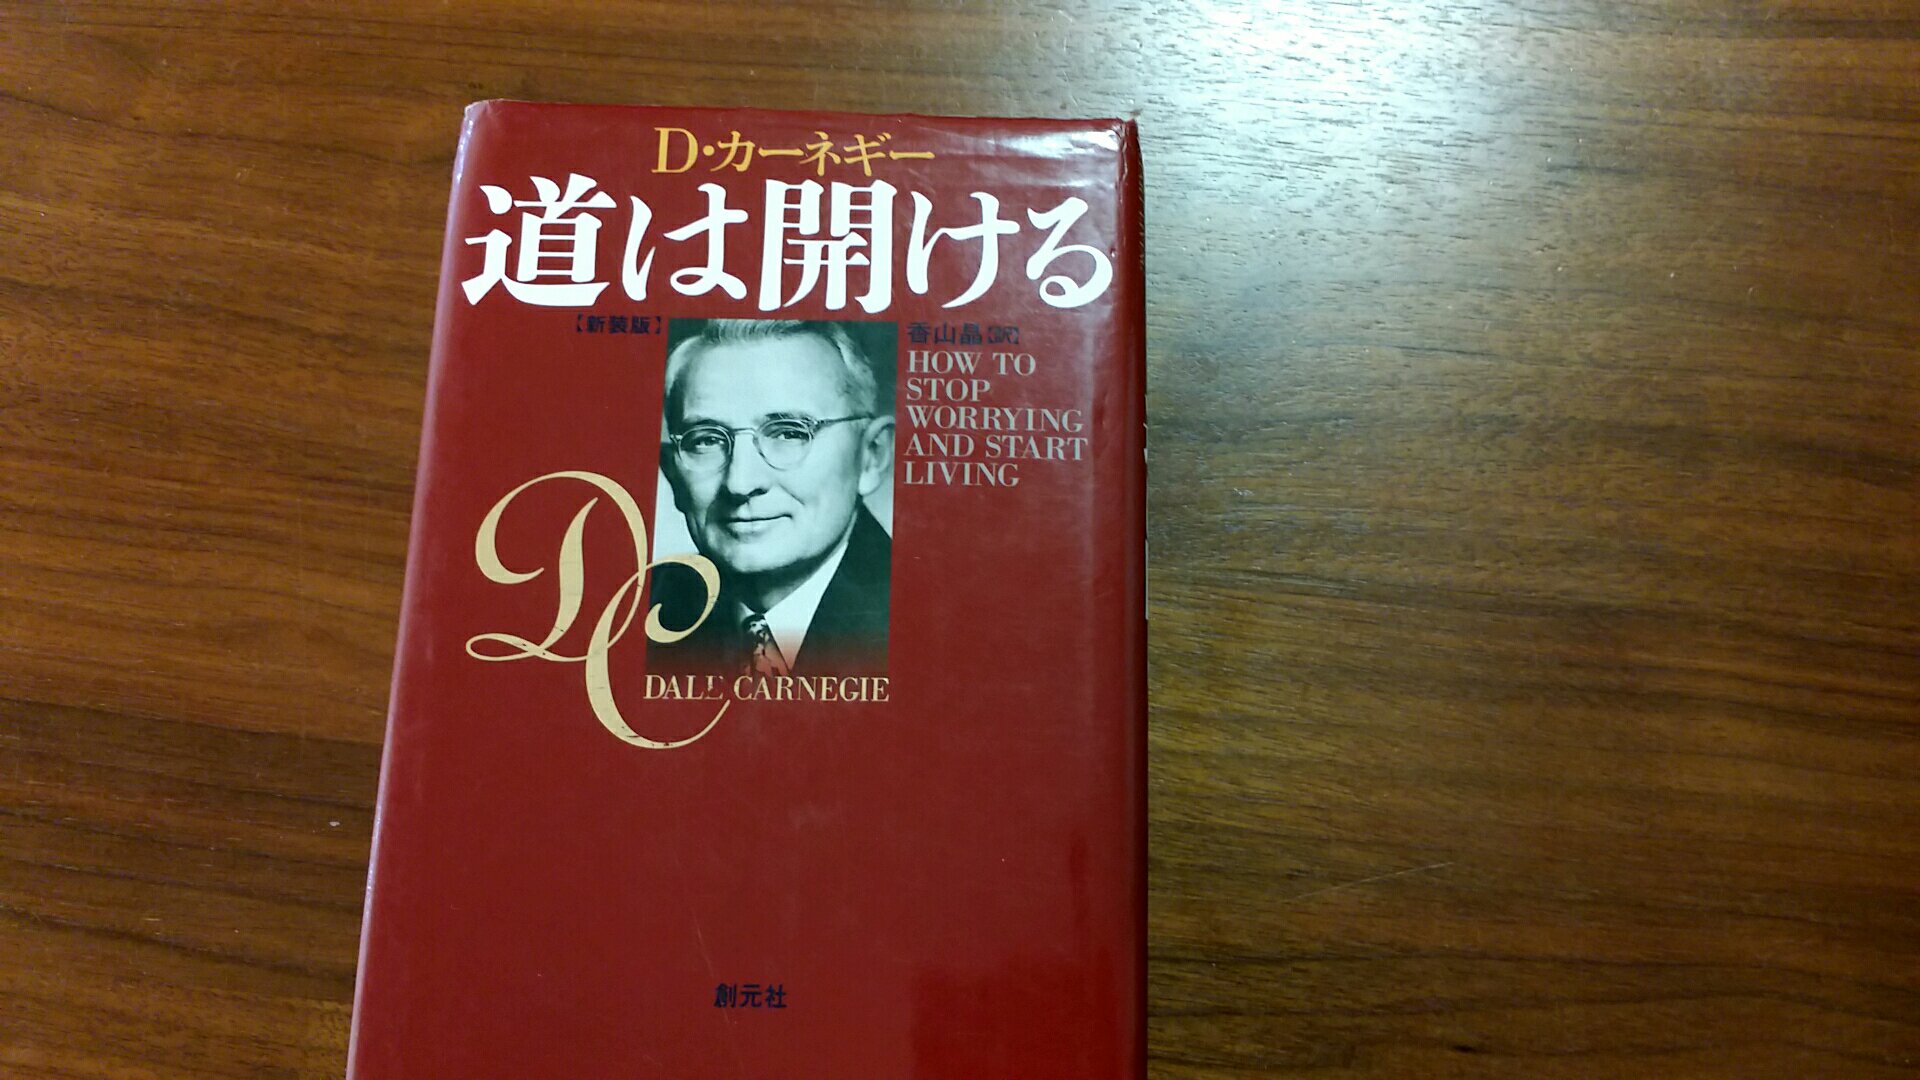 D・カーネギー
道は開ける
【新装版】
香山晶【訳】
HOW TO
STOP
WORRYING
AND START
LIVING
DC
DALE CARNEGIE
創元社